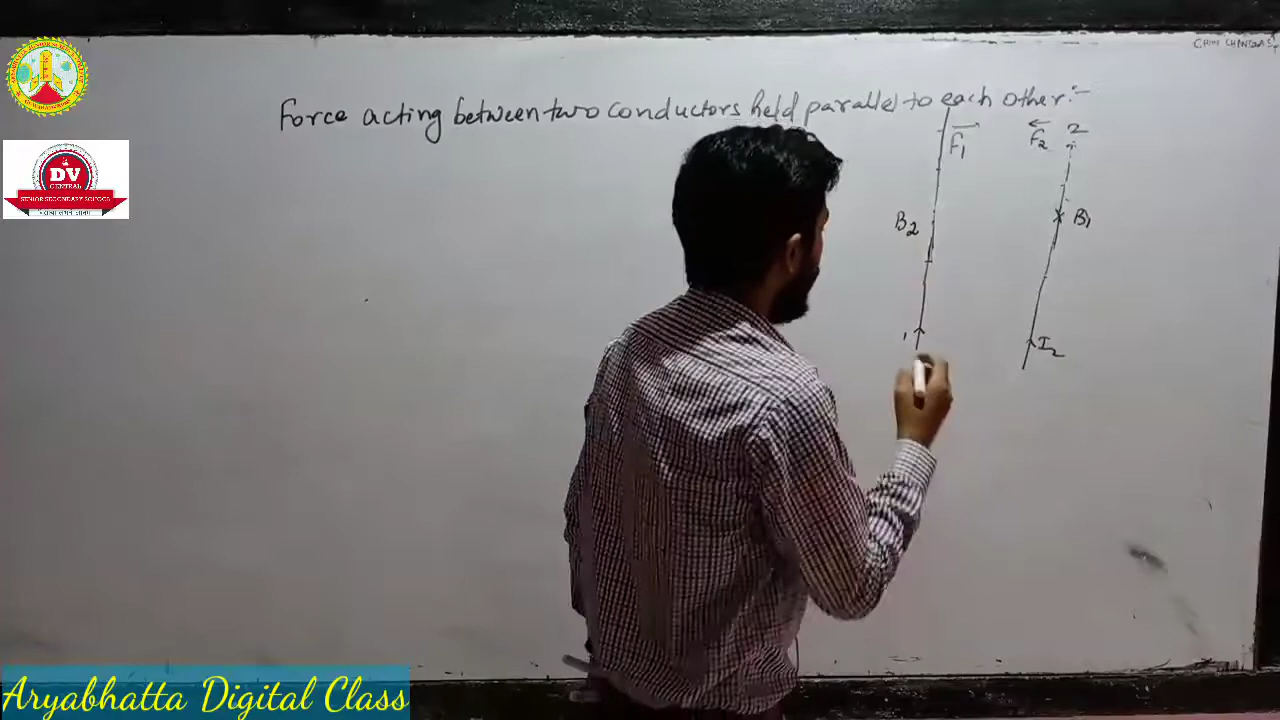 Force acting between two conductors held parallel to each other:-
F1
F2
2
B2
B1
I2
DV
CENTRAL
SENIOR SECONDARY SCHOOL
Aryabhatta Digital Class